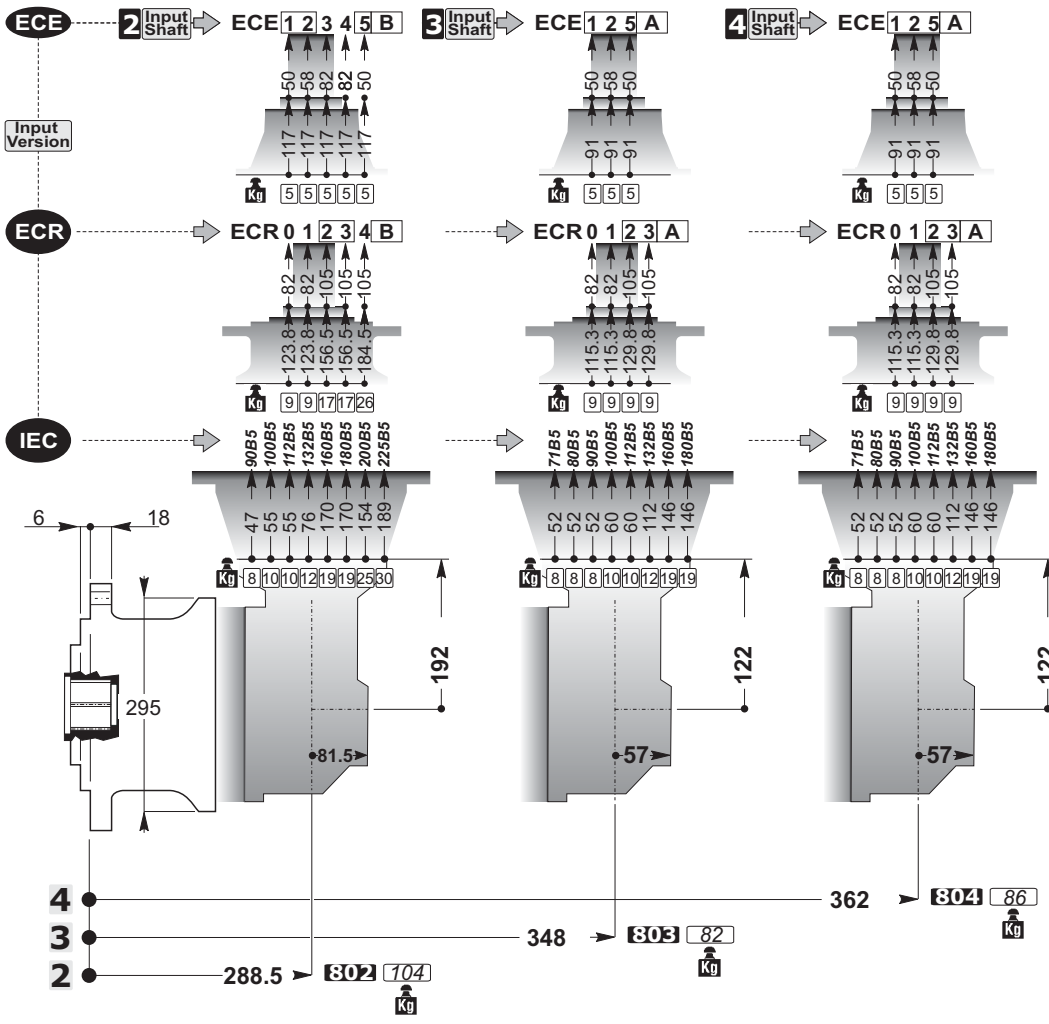 ECE 2 Input Shaft ECE 1 2 3 4 5 B 3 Input Shaft ECE 1 2 5 A 4 Input Shaft ECE 1 2 5 A
50 58 82 82 50 50 58 50 50 58 50
Input Version
117 117 117 117 117 91 91 91 91 91 91
Kg 5 5 5 5 5 Kg 5 5 5 Kg 5 5 5
ECR ECR 0 1 2 3 4 B ECR 0 1 2 3 A ECR 0 1 2 3 A
82 82 105 105 105 82 82 105 105 82 82 105 105
123.8 123.8 156.5 156.5 184.5 115.3 115.3 129.8 129.8 115.3 115.3 129.8 129.8
Kg 9 9 17 17 26 Kg 9 9 9 9 Kg 9 9 9 9
IEC 90B5 100B5 112B5 132B5 160B5 180B5 200B5 225B5 71B5 80B5 90B5 100B5 112B5 132B5 160B5 180B5 71B5 80B5 90B5 100B5 112B5 132B5 160B5 180B5
6 18 47 55 55 76 170 170 154 189 52 52 52 60 60 112 146 146 52 52 52 60 60 112 146 146
Kg 8 10 10 12 19 19 25 30 Kg 8 8 8 10 10 12 19 19 Kg 8 8 8 10 10 12 19 19
192 122 122
295
81.5 57 57
4 362 804 86
Kg
3 348 803 82
Kg
2 288.5 802 104
Kg